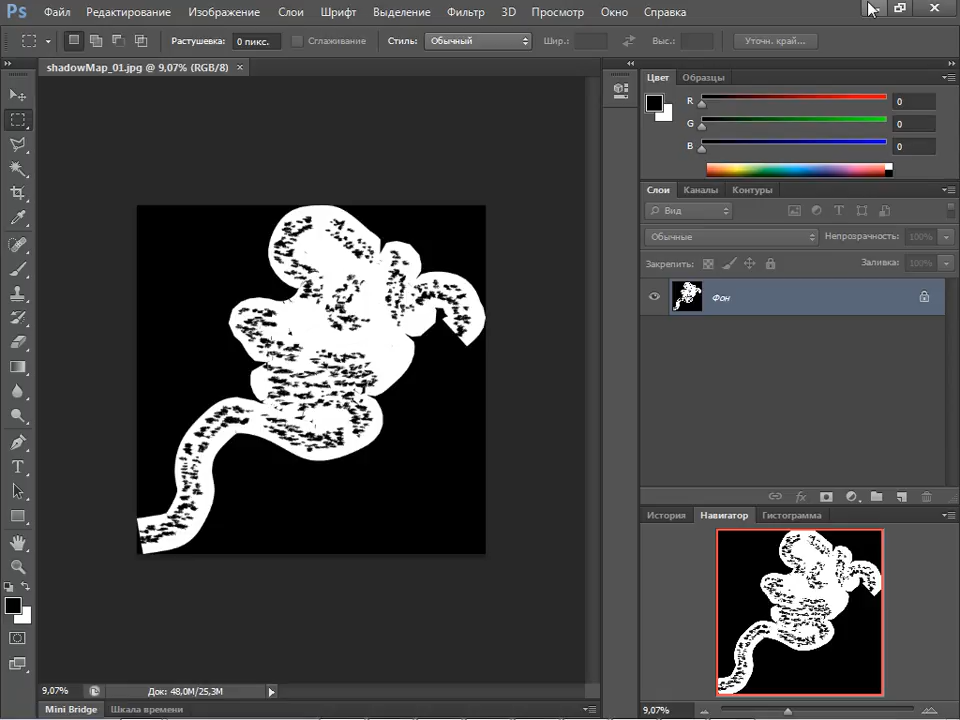 Ps Файл Редактирование Изображение Слои Шрифт Выделение Фильтр 3D Просмотр Окно Справка
Растушевка: 0 пикс. Сглаживание Стиль: Обычный Шир.: Выс.: Уточн. край...
shadowMap_01.jpg @ 9,07% (RGB/8) ×
Цвет Образцы
R 0
G 0
B 0
Слои Каналы Контуры
Вид
Обычные Непрозрачность: 100%
Закрепить: Заливка: 100%
Фон
fx
История Навигатор Гистограмма
9,07% Док: 48,0M/25,3M
Mini Bridge Шкала времени
9,07%